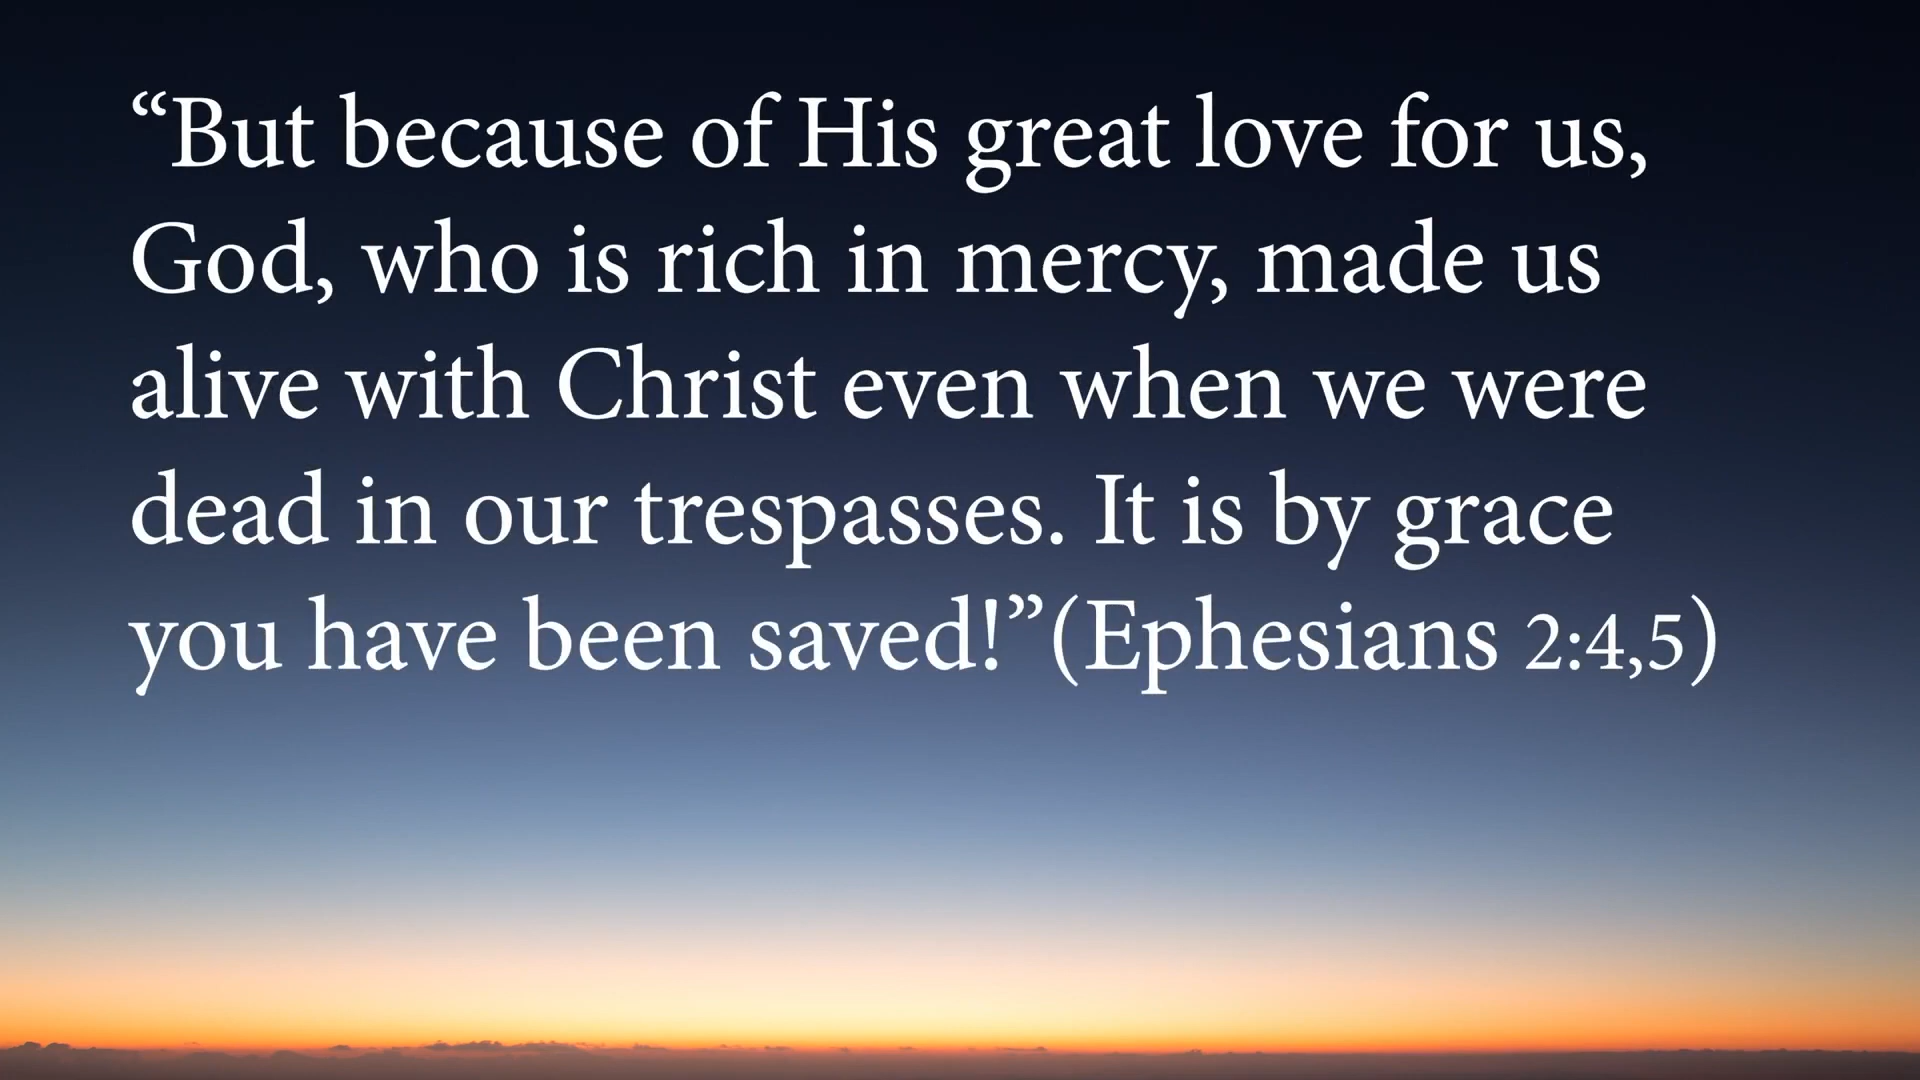 “But because of His great love for us,
God, who is rich in mercy, made us
alive with Christ even when we were
dead in our trespasses. It is by grace
you have been saved!”(Ephesians 2:4,5)